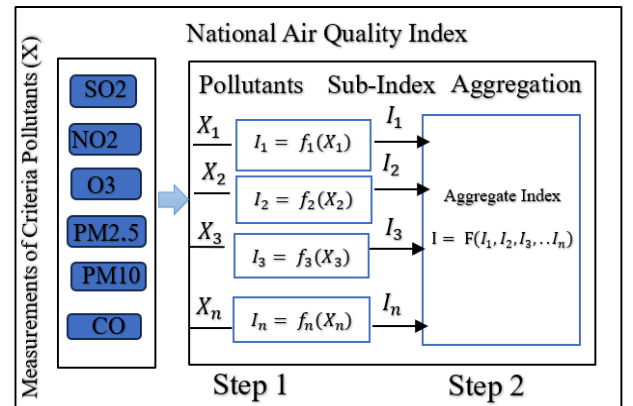 National Air Quality Index
Measurements of Criteria Pollutants (X)
SO2
NO2
O3
PM2.5
PM10
CO
Pollutants Sub-Index Aggregation
X₁ I₁ = f₁(X₁) I₁
X₂ I₂ = f₂(X₂) I₂
X₃ I₃ = f₃(X₃) I₃
Xₙ Iₙ = fₙ(Xₙ) Iₙ
Aggregate Index
I = F(I₁,I₂,I₃,..Iₙ)
Step 1 Step 2